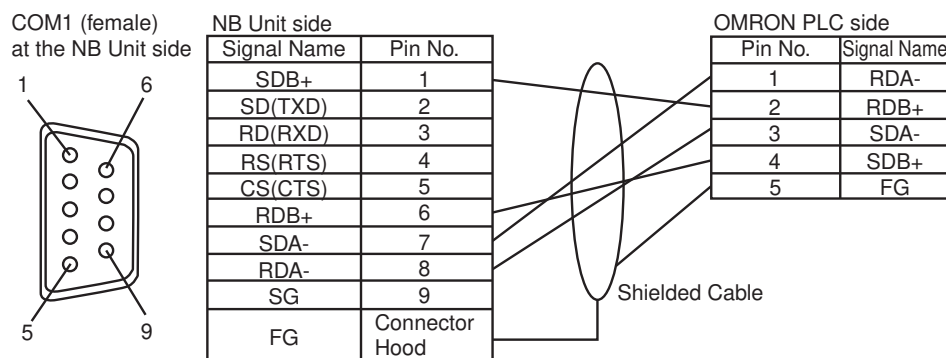 COM1 (female)
at the NB Unit side
1
6
5
9
NB Unit side
Signal Name Pin No.
SDB+ 1
SD(TXD) 2
RD(RXD) 3
RS(RTS) 4
CS(CTS) 5
RDB+ 6
SDA- 7
RDA- 8
SG 9
FG Connector
Hood
Shielded Cable
OMRON PLC side
Pin No. Signal Name
1 RDA-
2 RDB+
3 SDA-
4 SDB+
5 FG